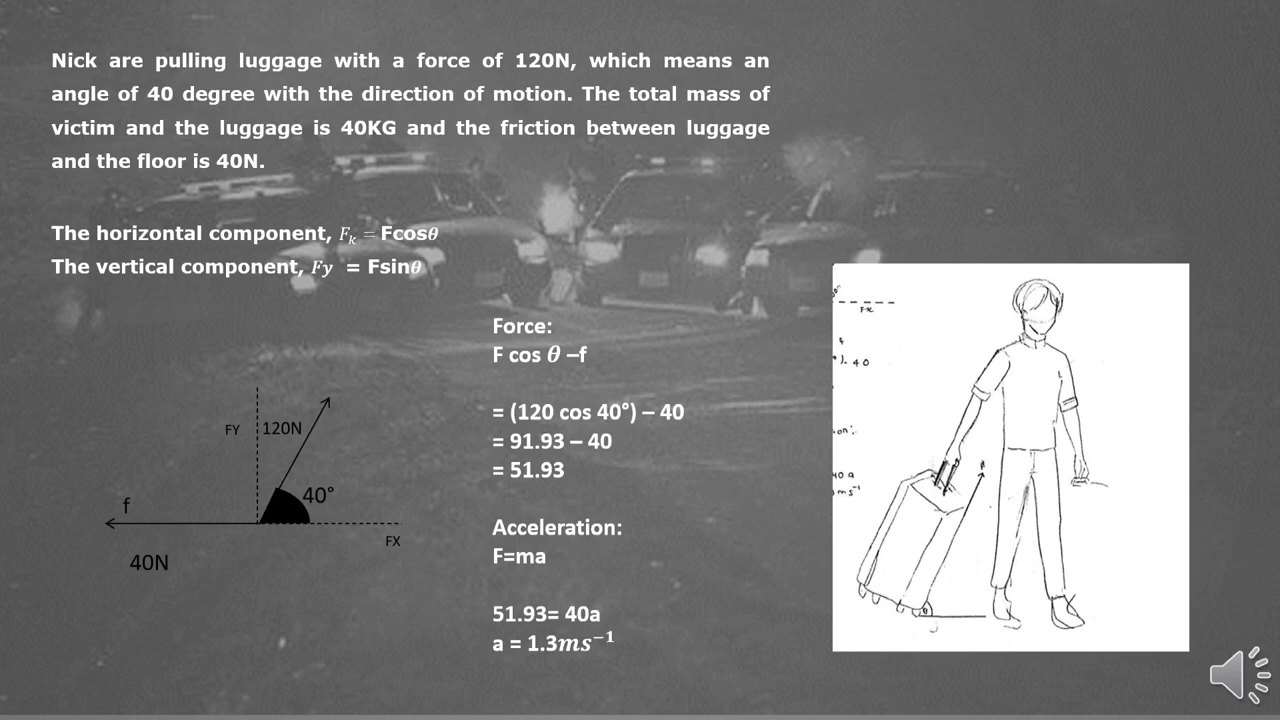 Nick are pulling luggage with a force of 120N, which means an
angle of 40 degree with the direction of motion. The total mass of
victim and the luggage is 40KG and the friction between luggage
and the floor is 40N.
The horizontal component, Fₖ = Fcosθ
The vertical component, Fy = Fsinθ
Force:
F cos θ –f
= (120 cos 40°) – 40
= 91.93 – 40
= 51.93
Acceleration:
F=ma
51.93= 40a
a = 1.3ms⁻¹
FY
120N
40°
f
FX
40N
Fx
40
θ